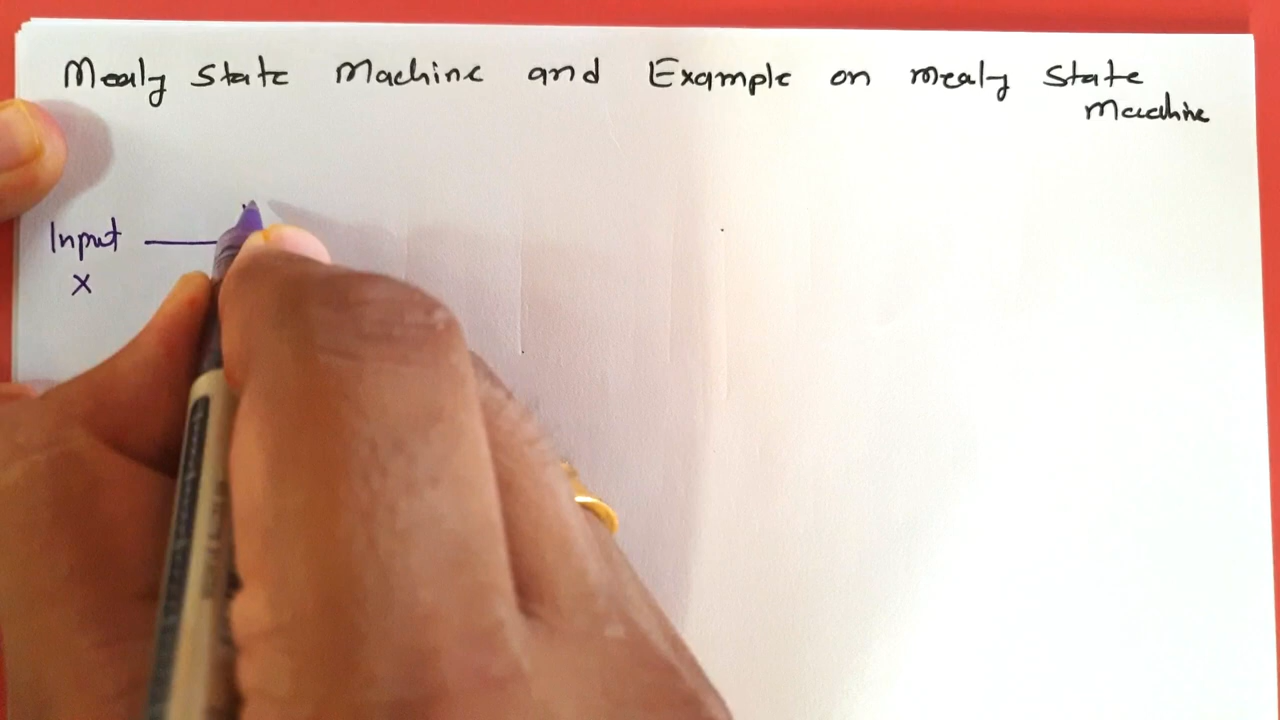 Mealy State Machine and Example on mealy State
Machine
Input
X